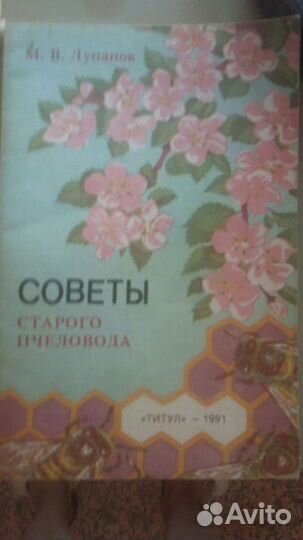 М. В. Лупанов
СОВЕТЫ
СТАРОГО
ПЧЕЛОВОДА
«ТИТУЛ» – 1991
Avito